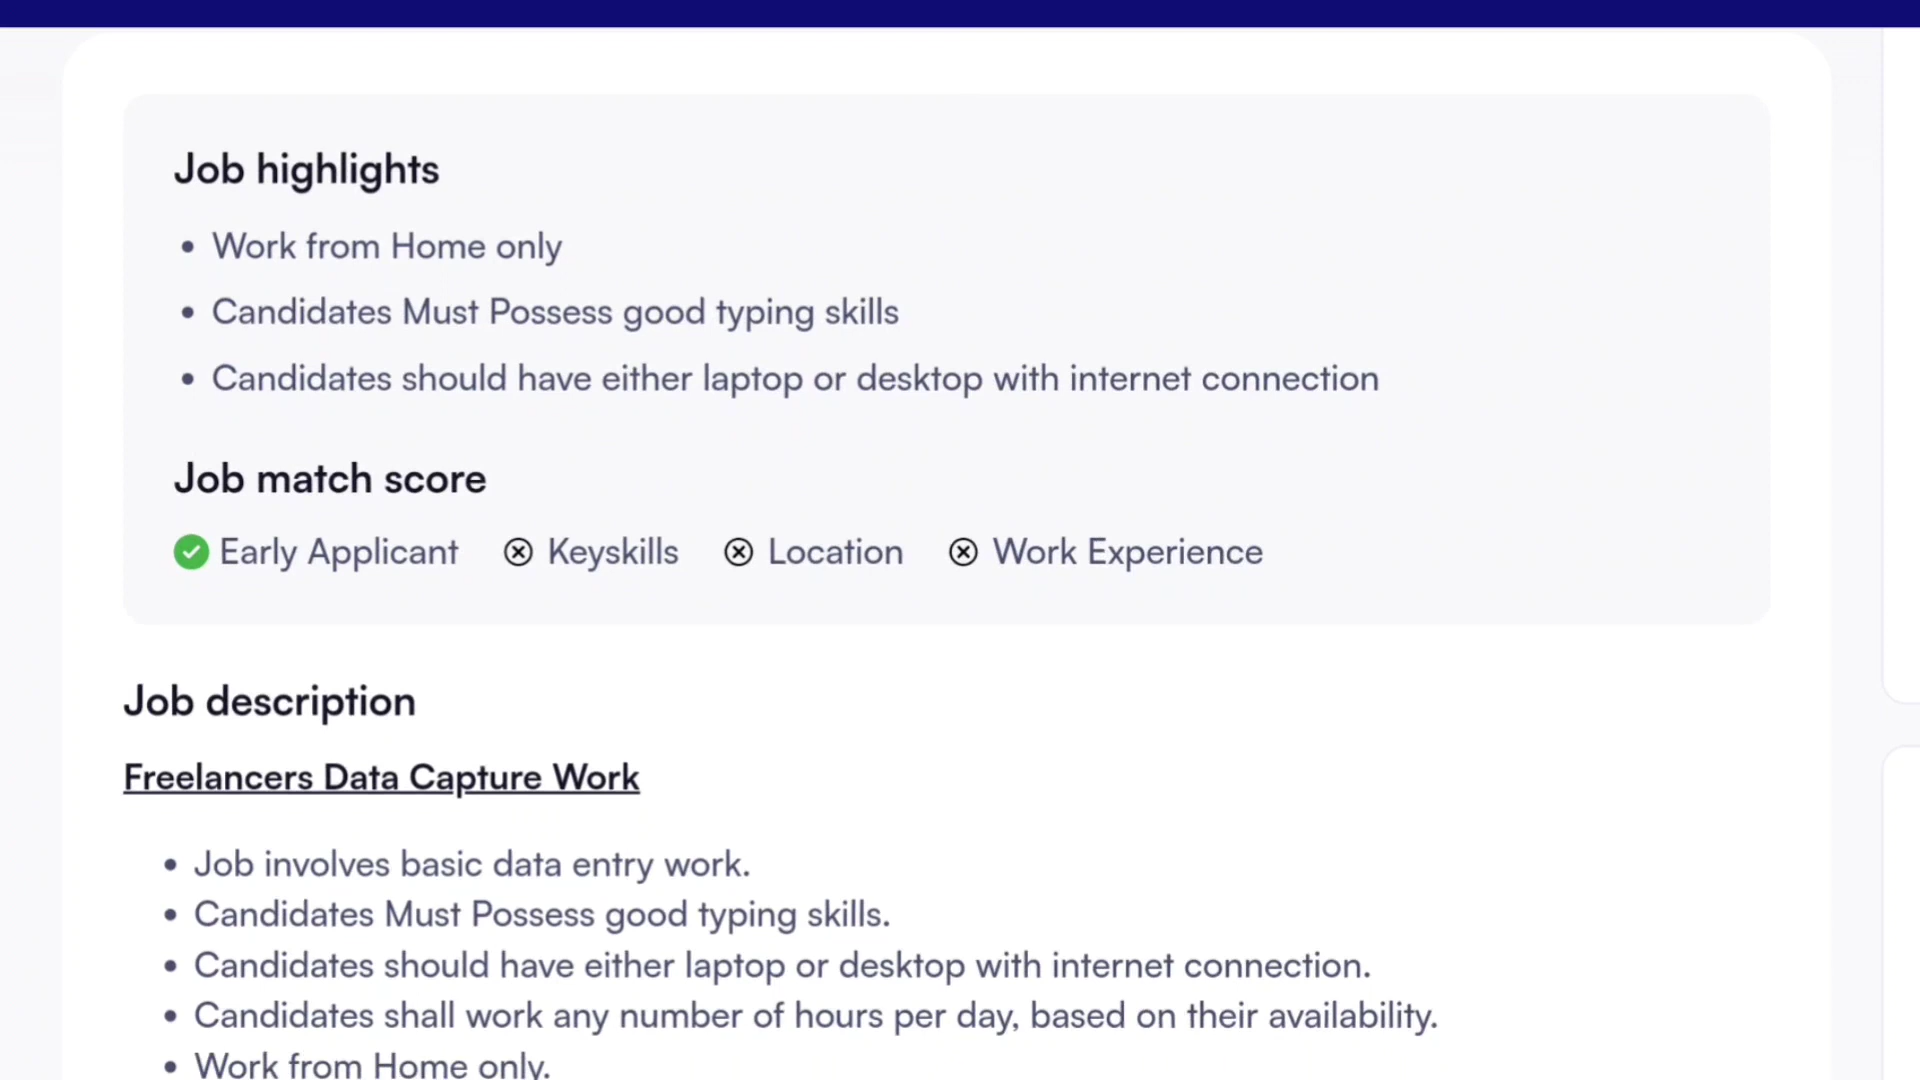 Job highlights
• Work from Home only
• Candidates Must Possess good typing skills
• Candidates should have either laptop or desktop with internet connection
Job match score
Early Applicant Keyskills Location Work Experience
Job description
Freelancers Data Capture Work
• Job involves basic data entry work.
• Candidates Must Possess good typing skills.
• Candidates should have either laptop or desktop with internet connection.
• Candidates shall work any number of hours per day, based on their availability.
• Work from Home only.